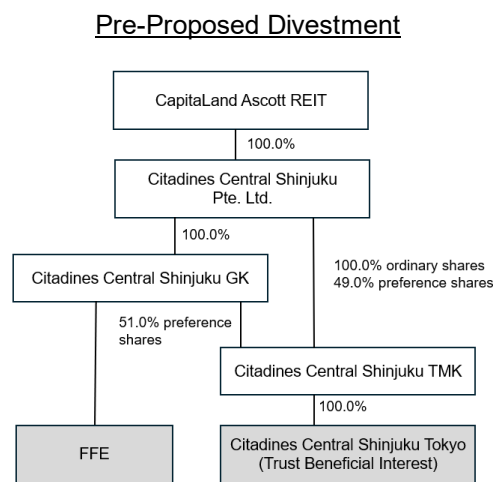 Pre-Proposed Divestment
CapitaLand Ascott REIT
100.0%
Citadines Central Shinjuku
Pte. Ltd.
100.0%
100.0% ordinary shares
49.0% preference shares
Citadines Central Shinjuku GK
51.0% preference
shares
Citadines Central Shinjuku TMK
100.0%
FFE
Citadines Central Shinjuku Tokyo
(Trust Beneficial Interest)